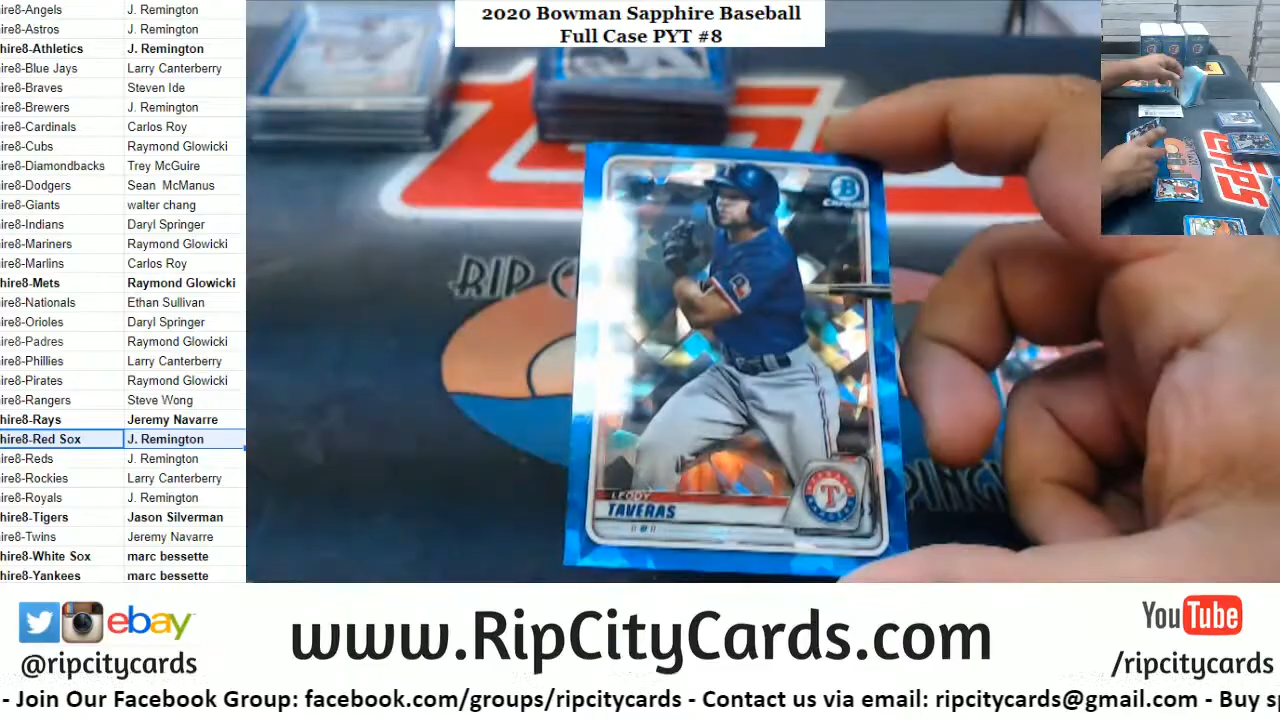 2020 Bowman Sapphire Baseball
Full Case PYT #8
ire8-Angels J. Remington
ire8-Astros J. Remington
hire8-Athletics J. Remington
ire8-Blue Jays Larry Canterberry
ire8-Braves Steven Ide
ire8-Brewers J. Remington
ire8-Cardinals Carlos Roy
ire8-Cubs Raymond Glowicki
ire8-Diamondbacks Trey McGuire
ire8-Dodgers Sean McManus
ire8-Giants walter chang
ire8-Indians Daryl Springer
ire8-Mariners Raymond Glowicki
ire8-Marlins Carlos Roy
hire8-Mets Raymond Glowicki
ire8-Nationals Ethan Sullivan
ire8-Orioles Daryl Springer
ire8-Padres Raymond Glowicki
ire8-Phillies Larry Canterberry
ire8-Pirates Raymond Glowicki
ire8-Rangers Steve Wong
hire8-Rays Jeremy Navarre
hire8-Red Sox J. Remington
ire8-Reds J. Remington
ire8-Rockies Larry Canterberry
ire8-Royals J. Remington
hire8-Tigers Jason Silverman
ire8-Twins Jeremy Navarre
hire8-White Sox marc bessette
hire8-Yankees marc bessette
B
Chrome
RIP C
LEODY
TAVERAS
T
TOPPS
ebay
@ripcitycards
www.RipCityCards.com
YouTube
/ripcitycards
- Join Our Facebook Group: facebook.com/groups/ripcitycards - Contact us via email: ripcitycards@gmail.com - Buy sp